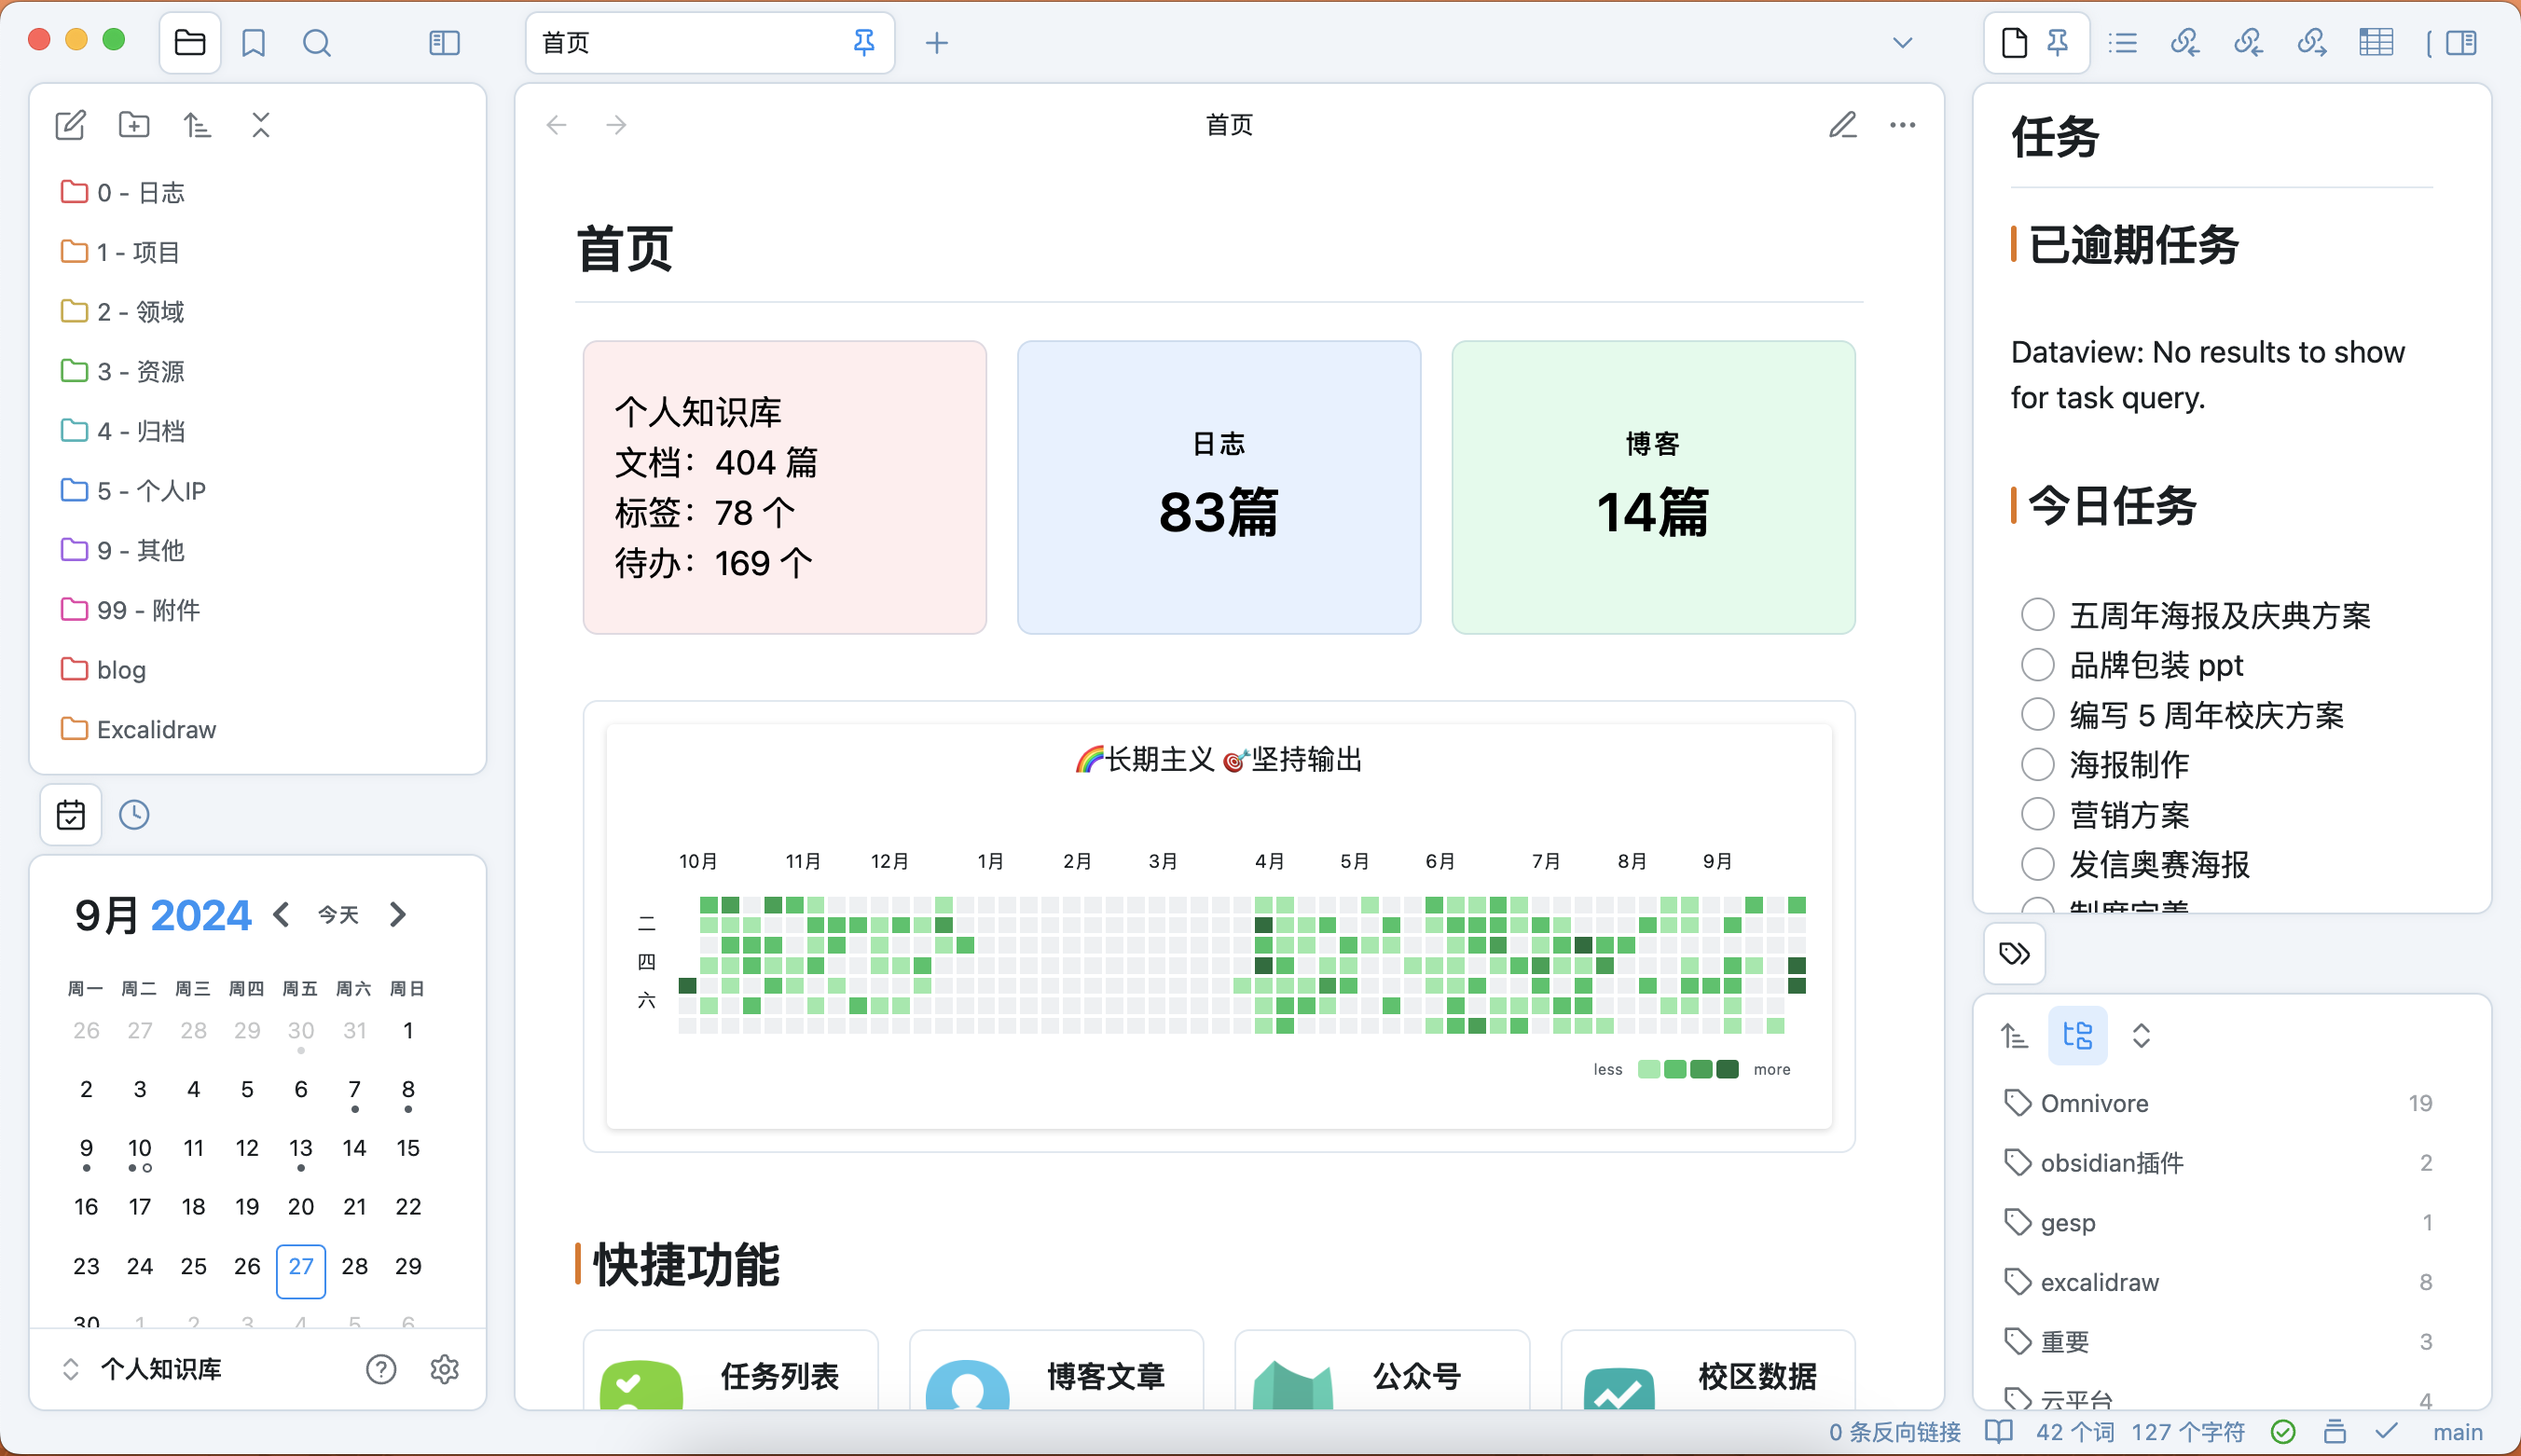 首页
0 - 日志
1 - 项目
2 - 领域
3 - 资源
4 - 归档
5 - 个人IP
9 - 其他
99 - 附件
blog
Excalidraw
9月 2024 今天
周一 周二 周三 周四 周五 周六 周日
26 27 28 29 30 31 1
2 3 4 5 6 7 8
9 10 11 12 13 14 15
16 17 18 19 20 21 22
23 24 25 26 27 28 29
30 1 2 3 4 5 6
个人知识库
首页
首页
个人知识库
文档：404 篇
标签：78 个
待办：169 个
日志
83篇
博客
14篇
🌈长期主义 🎯坚持输出
10月 11月 12月 1月 2月 3月 4月 5月 6月 7月 8月 9月
二
四
六
less more
快捷功能
任务列表
博客文章
公众号
校区数据
任务
已逾期任务
Dataview: No results to show
for task query.
今日任务
五周年海报及庆典方案
品牌包装 ppt
编写 5 周年校庆方案
海报制作
营销方案
发信奥赛海报
制度完善
Omnivore 19
obsidian插件 2
gesp 1
excalidraw 8
重要 3
云平台 4
0 条反向链接 42 个词 127 个字符 main